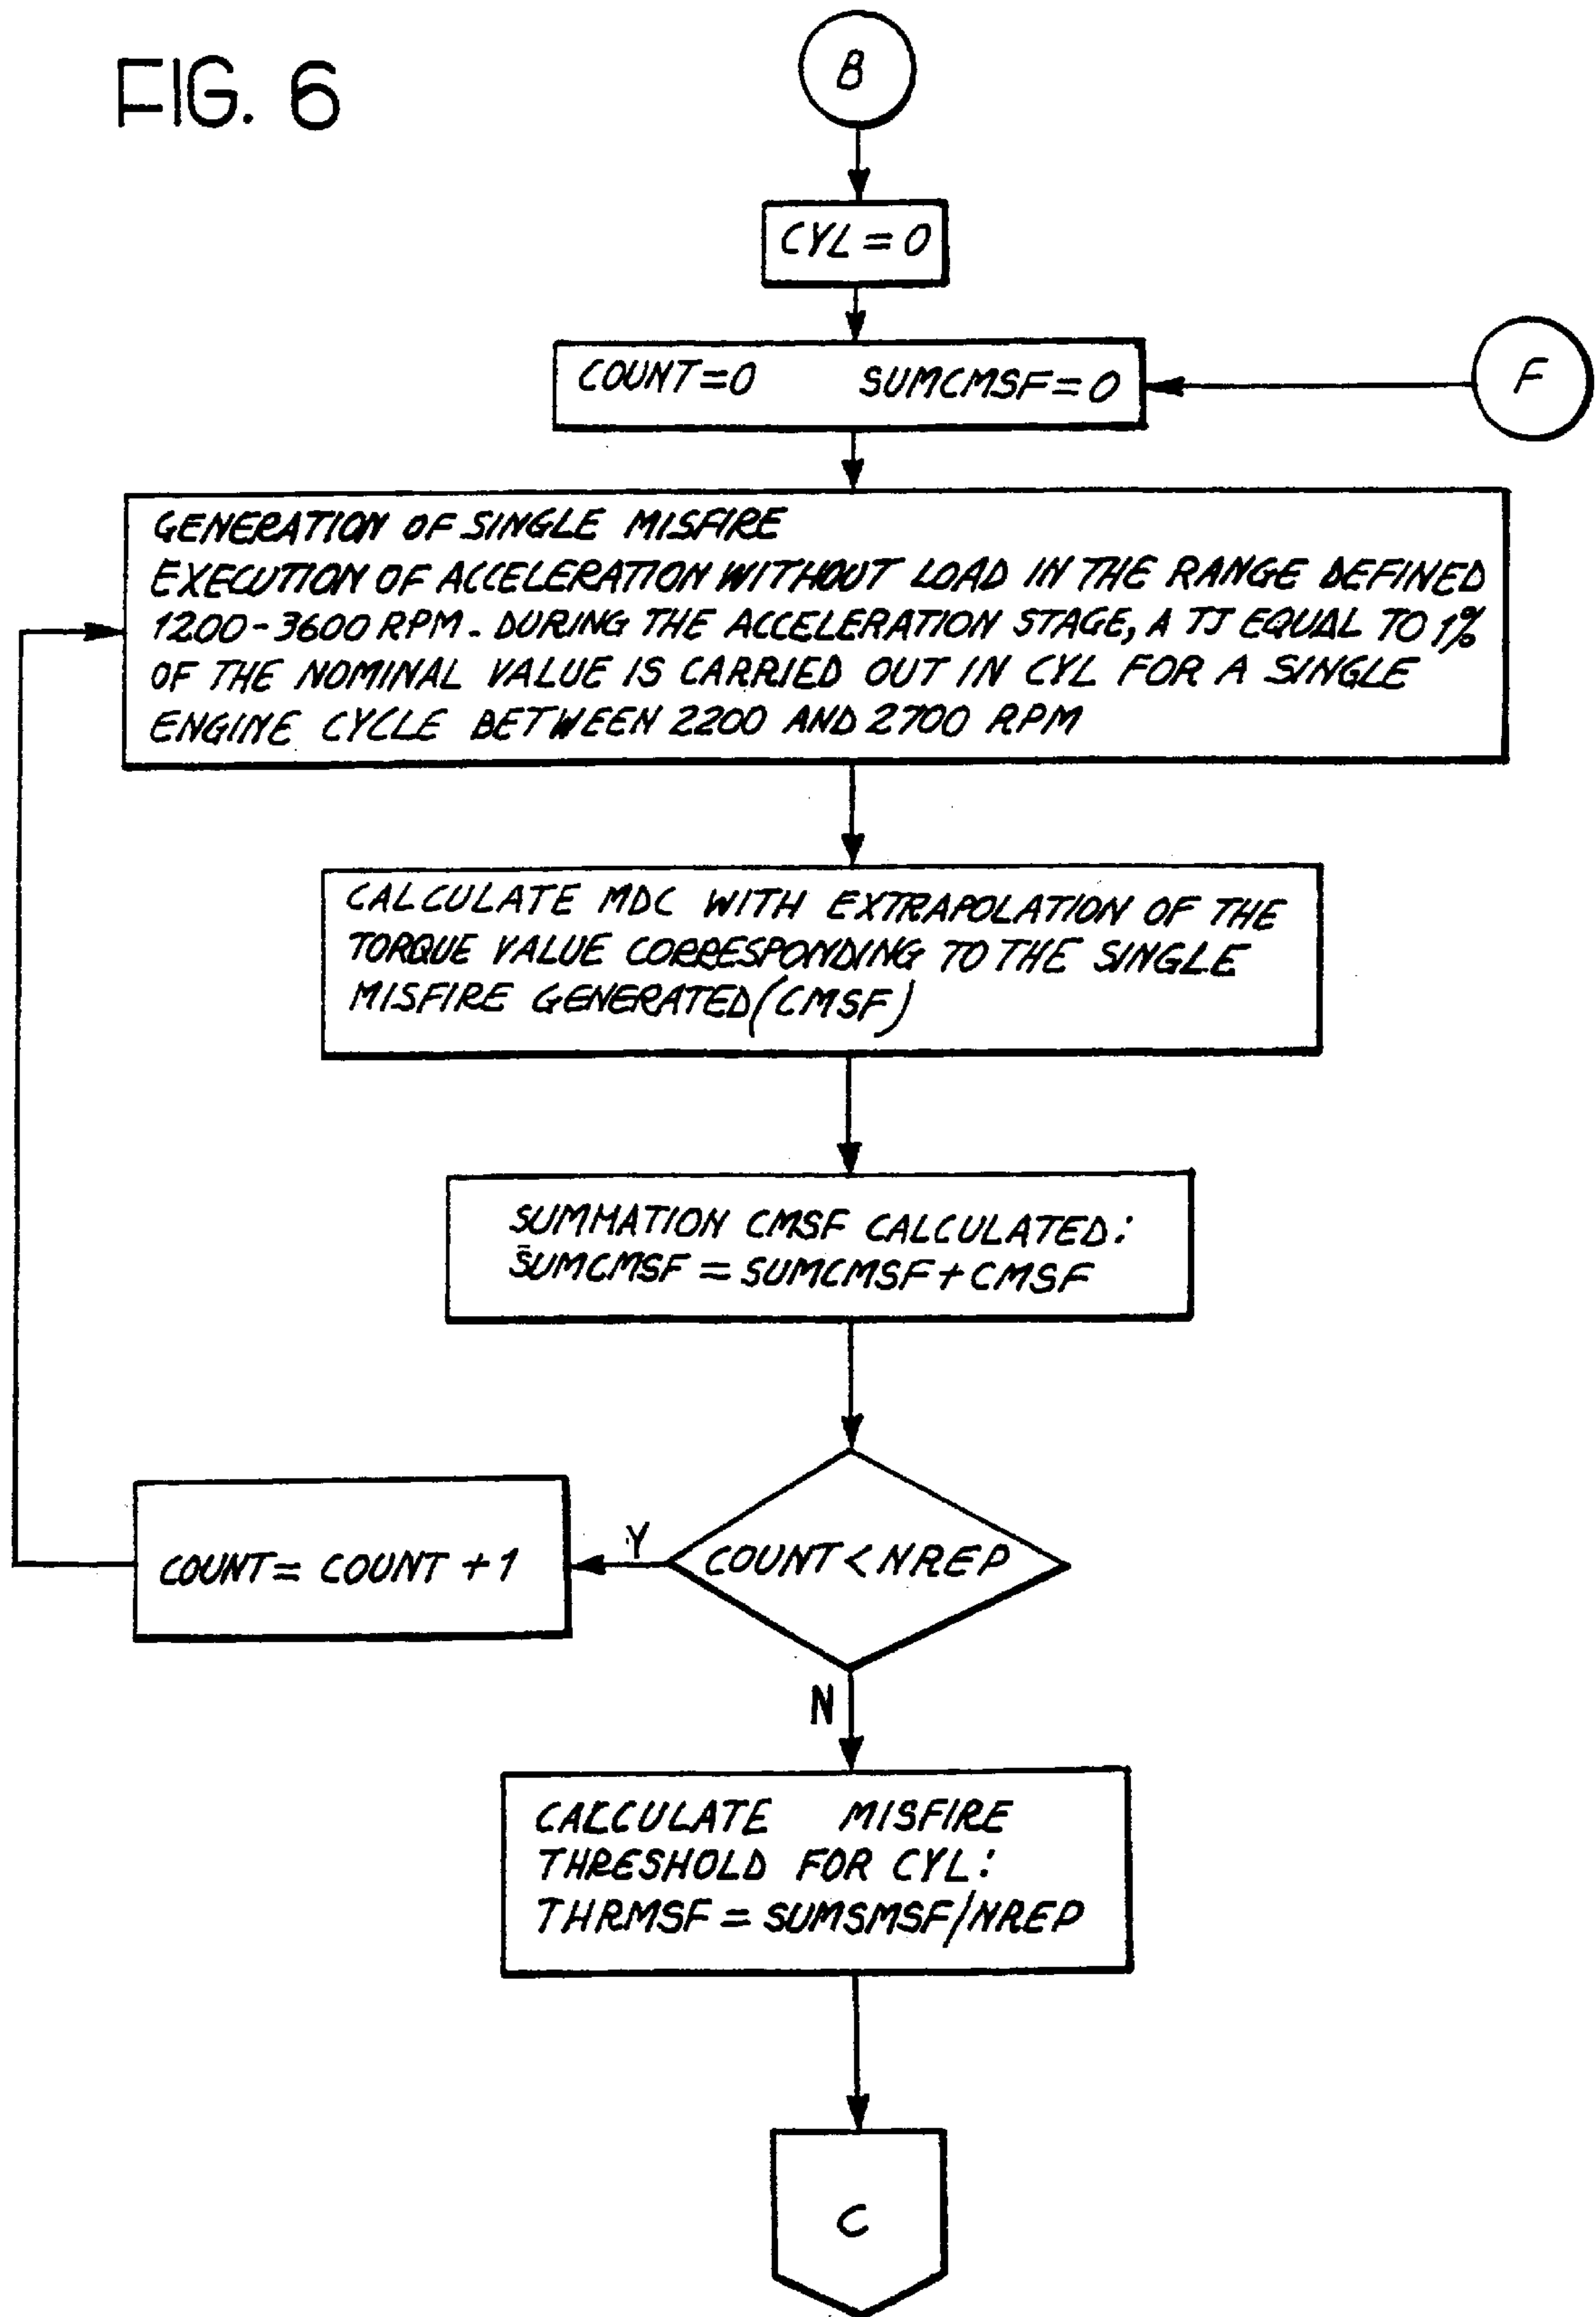 FIG. 6
B
CYL = 0
COUNT=0 SUMCMSF=0
F
GENERATION OF SINGLE MISFIRE
EXECUTION OF ACCELERATION WITHOUT LOAD IN THE RANGE DEFINED
1200-3600 RPM. DURING THE ACCELERATION STAGE, A TJ EQUAL TO 1%
OF THE NOMINAL VALUE IS CARRIED OUT IN CYL FOR A SINGLE
ENGINE CYCLE BETWEEN 2200 AND 2700 RPM
CALCULATE MDC WITH EXTRAPOLATION OF THE
TORQUE VALUE CORRESPONDING TO THE SINGLE
MISFIRE GENERATED(CMSF)
SUMMATION CMSF CALCULATED:
SUMCMSF = SUMCMSF+CMSF
COUNT= COUNT +1
Y
COUNT<NREP
N
CALCULATE MISFIRE
THRESHOLD FOR CYL:
THRMSF = SUMSMSF/NREP
C